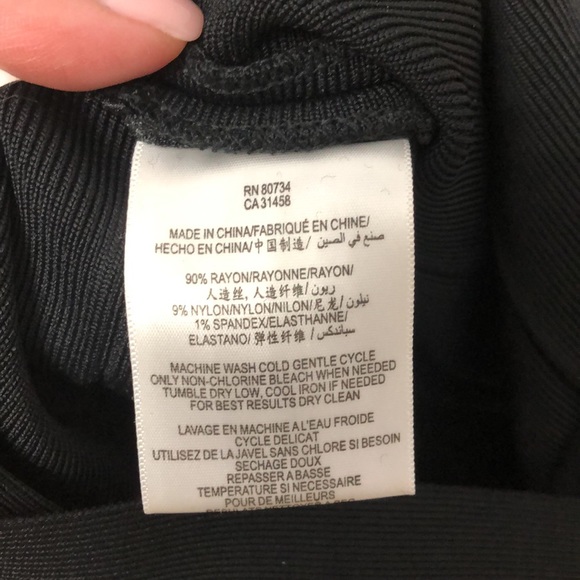 RN 80734
CA 31458
MADE IN CHINA/FABRIQUÉ EN CHINE/
HECHO EN CHINA/中国制造/ صنع في الصين/
90% RAYON/RAYONNE/RAYON/
人造丝, 人造纤维/ ريون/
9% NYLON/NYLON/NILON/尼龙/ نيلون/
1% SPANDEX/ELASTHANNE/
ELASTANO/ 弹性纤维 / سباندكس/
MACHINE WASH COLD GENTLE CYCLE
ONLY NON-CHLORINE BLEACH WHEN NEEDED
TUMBLE DRY LOW, COOL IRON IF NEEDED
FOR BEST RESULTS DRY CLEAN
LAVAGE EN MACHINE A L'EAU FROIDE
CYCLE DELICAT
UTILISEZ DE LA JAVEL SANS CHLORE SI BESOIN
SECHAGE DOUX
REPASSER A BASSE
TEMPERATURE SI NECESSAIRE
POUR DE MEILLEURS